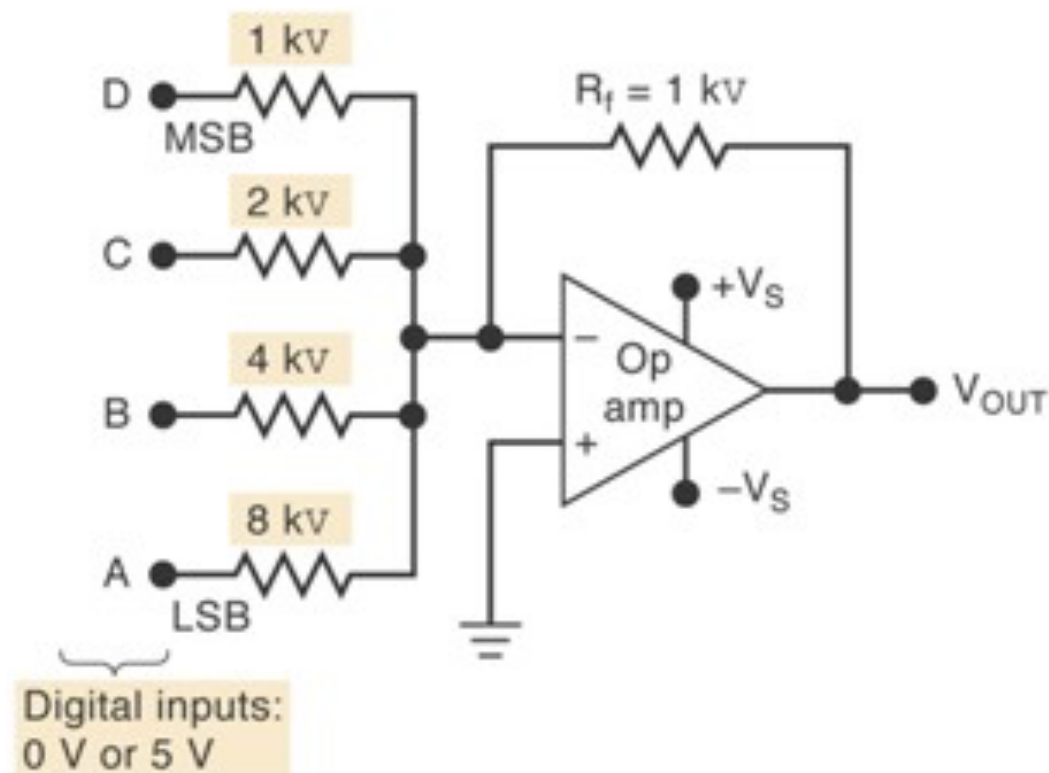 1 kV
D
MSB
R_f = 1 kV
2 kV
C
+V_S
4 kV
−
Op
amp
B
+
V_OUT
−V_S
8 kV
A
LSB
Digital inputs:
0 V or 5 V